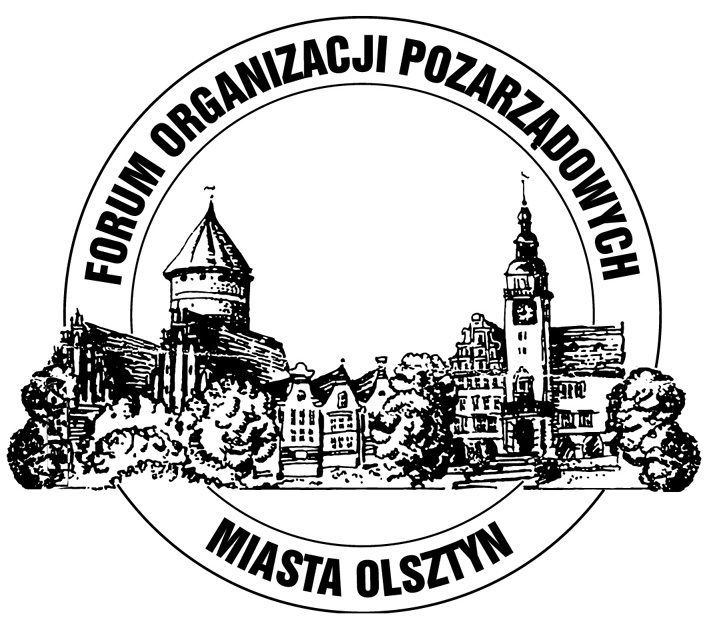 FORUM ORGANIZACJI POZARZĄDOWYCH
MIASTA OLSZTYN